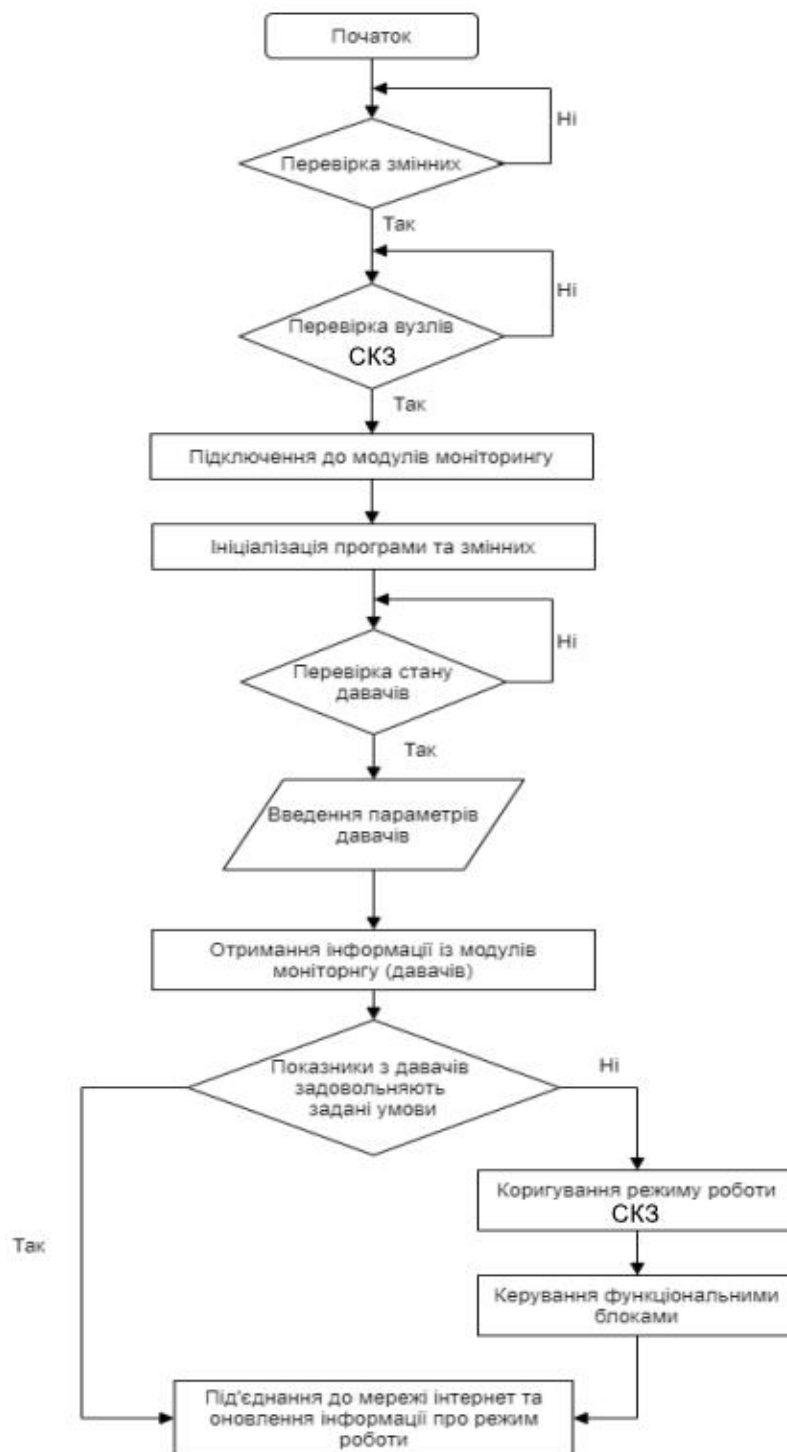 Початок
Ні
Перевірка змінних
Так
Ні
Перевірка вузлів
СКЗ
Так
Підключення до модулів моніторингу
Ініціалізація програми та змінних
Ні
Перевірка стану
давачів
Так
Введення параметрів
давачів
Отримання інформації із модулів
моніторнгу (давачів)
Показники з давачів
задовольняють
задані умови
Ні
Коригування режиму роботи
СКЗ
Так
Керування функціональними
блоками
Під'єднання до мережі інтернет та
оновлення інформації про режим
роботи